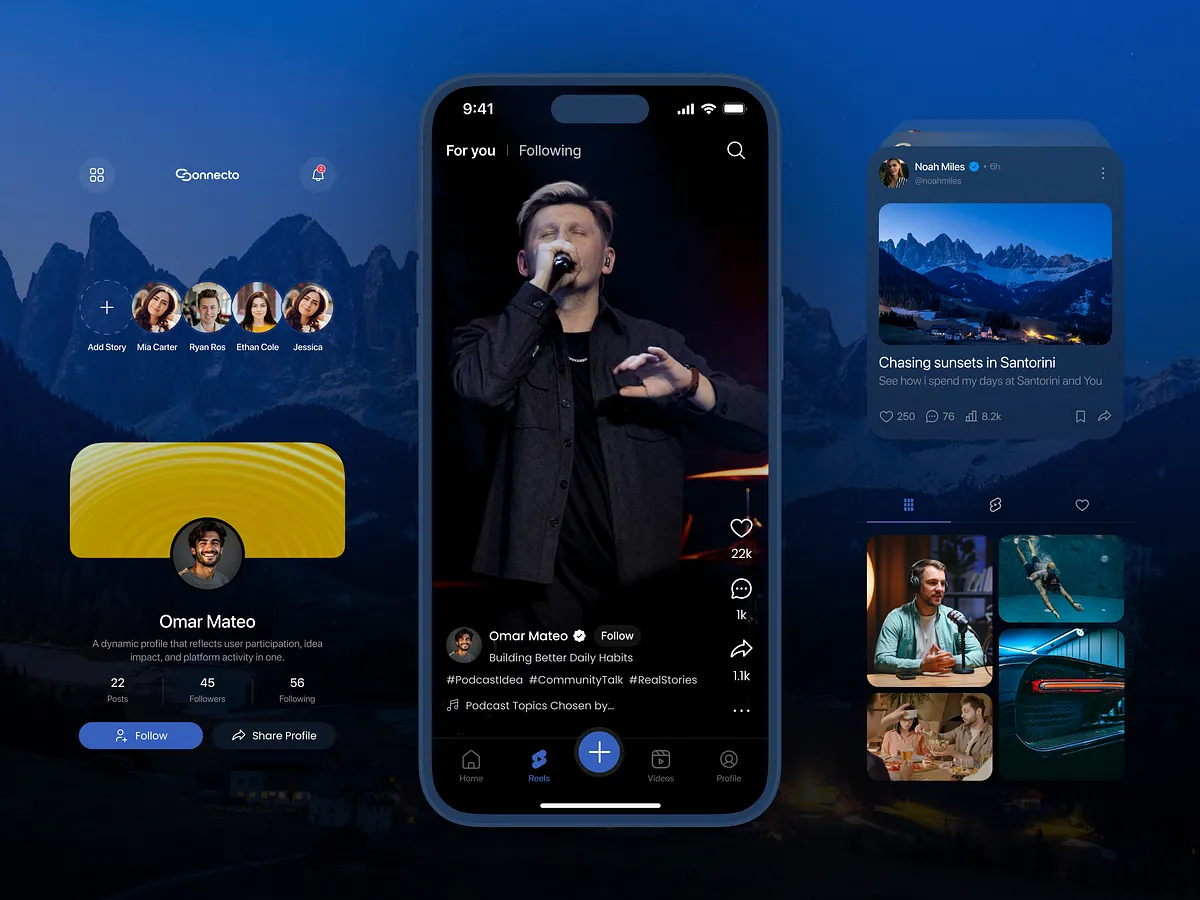 Connecto
2
Add Story
Mia Carter
Ryan Ros
Ethan Cole
Jessica
Omar Mateo
A dynamic profile that reflects user participation, idea
impact, and platform activity in one.
22
45
56
Posts
Followers
Following
Follow
Share Profile
9:41
For you
Following
22k
1k
1.1k
Omar Mateo
Follow
Building Better Daily Habits
#PodcastIdea #CommunityTalk #RealStories
Podcast Topics Chosen by...
Home
Reels
Videos
Profile
Noah Miles • 6h
@noahmiles
Chasing sunsets in Santorini
See how i spend my days at Santorini and You
250
76
8.2k